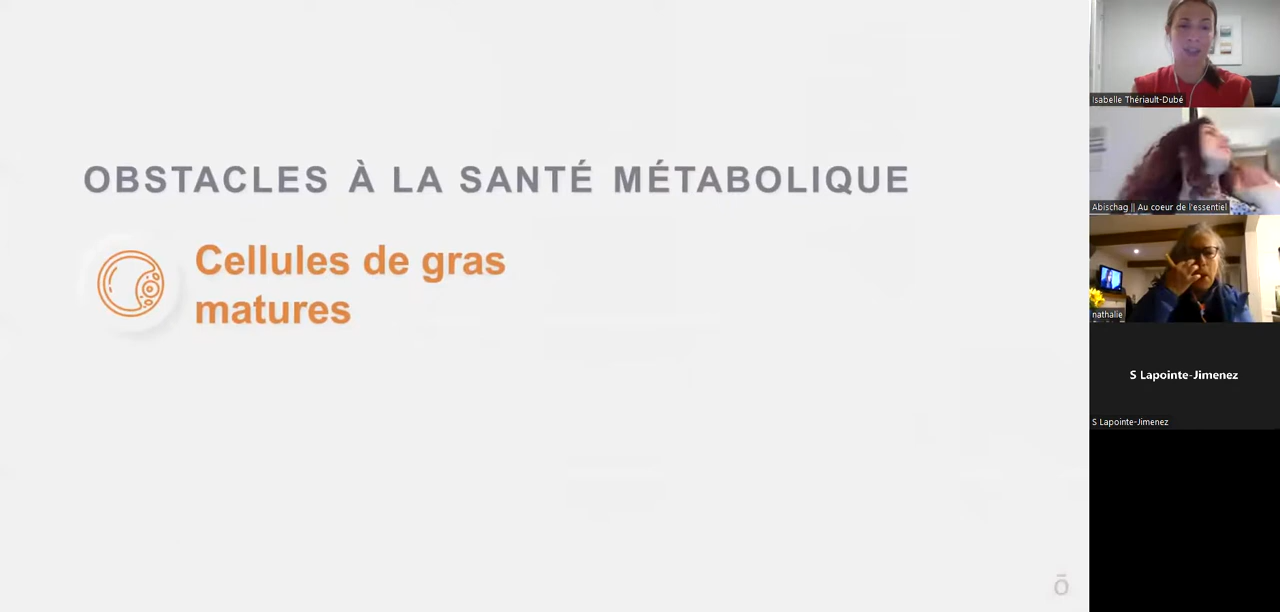 OBSTACLES À LA SANTÉ MÉTABOLIQUE
Cellules de gras
matures
ō
Isabelle Thériault-Dubé
Abischag || Au coeur de l'essentiel
nathalie
S Lapointe-Jimenez
S Lapointe-Jimenez